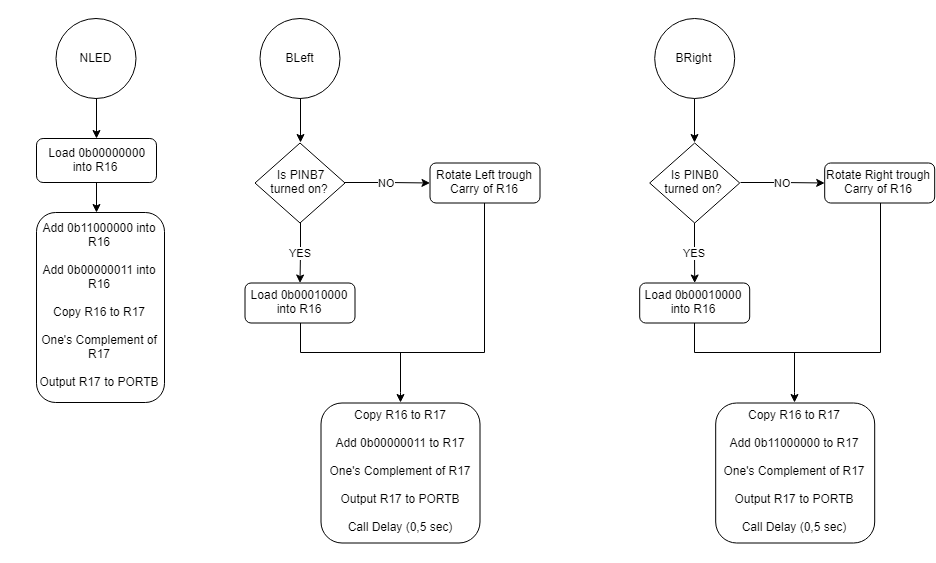 NLED
Load 0b00000000
into R16
Add 0b11000000 into
R16
Add 0b00000011 into
R16
Copy R16 to R17
One's Complement of
R17
Output R17 to PORTB
BLeft
Is PINB7
turned on?
NO
Rotate Left trough
Carry of R16
YES
Load 0b00010000
into R16
Copy R16 to R17
Add 0b00000011 to R17
One's Complement of R17
Output R17 to PORTB
Call Delay (0,5 sec)
BRight
Is PINB0
turned on?
NO
Rotate Right trough
Carry of R16
YES
Load 0b00010000
into R16
Copy R16 to R17
Add 0b11000000 to R17
One's Complement of R17
Output R17 to PORTB
Call Delay (0,5 sec)